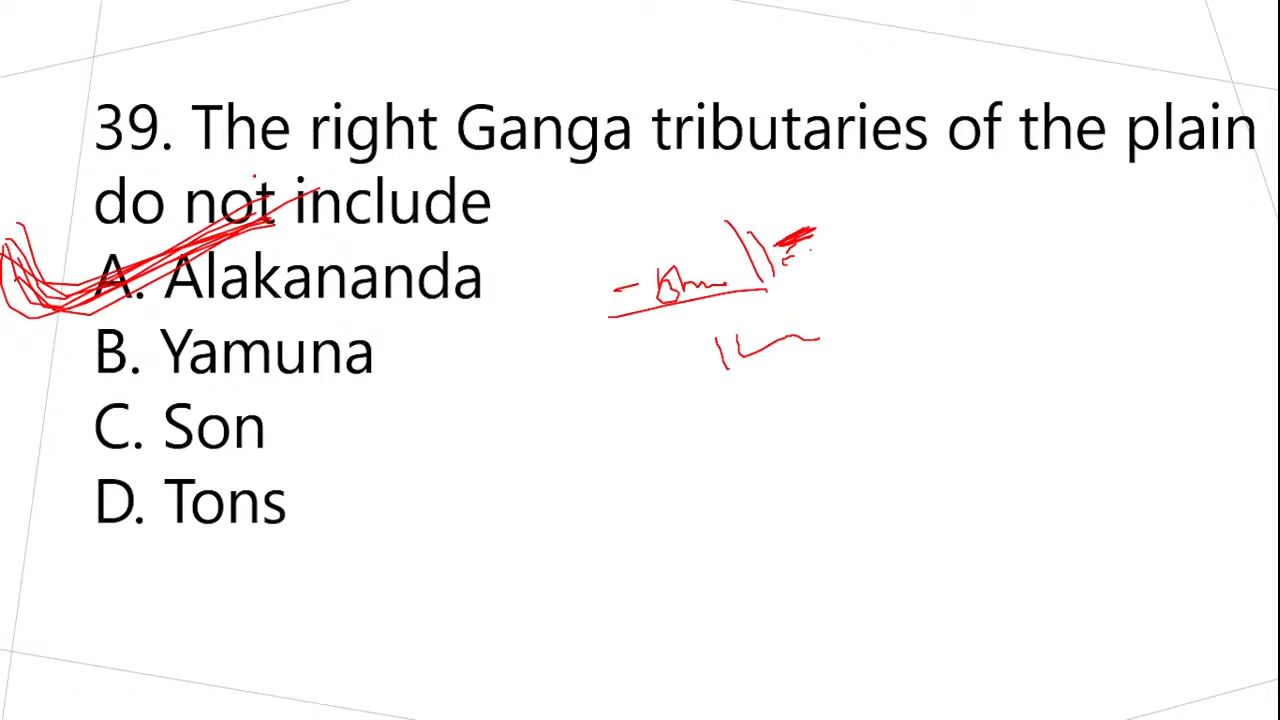 39. The right Ganga tributaries of the plain
do not include
A. Alakananda
B. Yamuna
C. Son
D. Tons